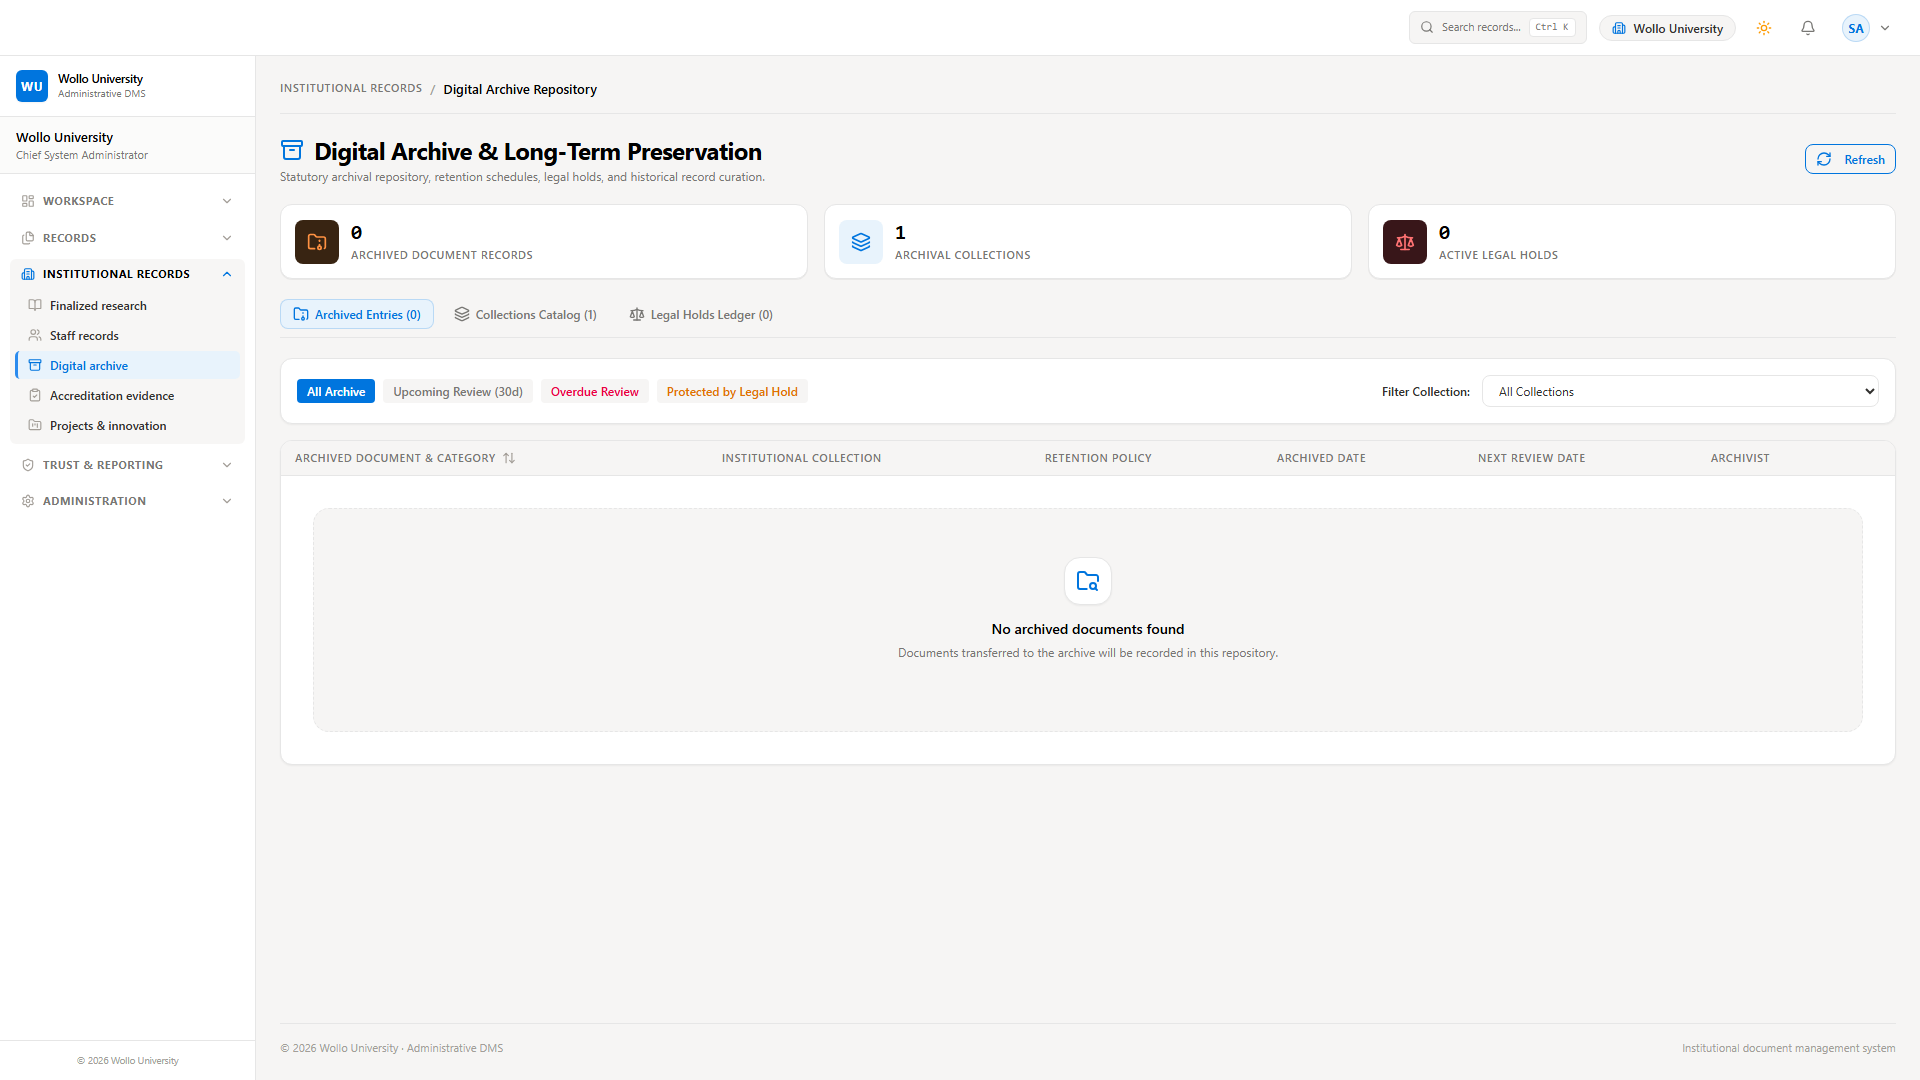 Search records... Ctrl K
Wollo University
SA
WU
Wollo University
Administrative DMS
Wollo University
Chief System Administrator
WORKSPACE
RECORDS
INSTITUTIONAL RECORDS
Finalized research
Staff records
Digital archive
Accreditation evidence
Projects & innovation
TRUST & REPORTING
ADMINISTRATION
© 2026 Wollo University
INSTITUTIONAL RECORDS / Digital Archive Repository
Digital Archive & Long-Term Preservation
Statutory archival repository, retention schedules, legal holds, and historical record curation.
Refresh
0
ARCHIVED DOCUMENT RECORDS
1
ARCHIVAL COLLECTIONS
0
ACTIVE LEGAL HOLDS
Archived Entries (0)
Collections Catalog (1)
Legal Holds Ledger (0)
All Archive
Upcoming Review (30d)
Overdue Review
Protected by Legal Hold
Filter Collection:
All Collections
ARCHIVED DOCUMENT & CATEGORY
INSTITUTIONAL COLLECTION
RETENTION POLICY
ARCHIVED DATE
NEXT REVIEW DATE
ARCHIVIST
No archived documents found
Documents transferred to the archive will be recorded in this repository.
© 2026 Wollo University · Administrative DMS
Institutional document management system